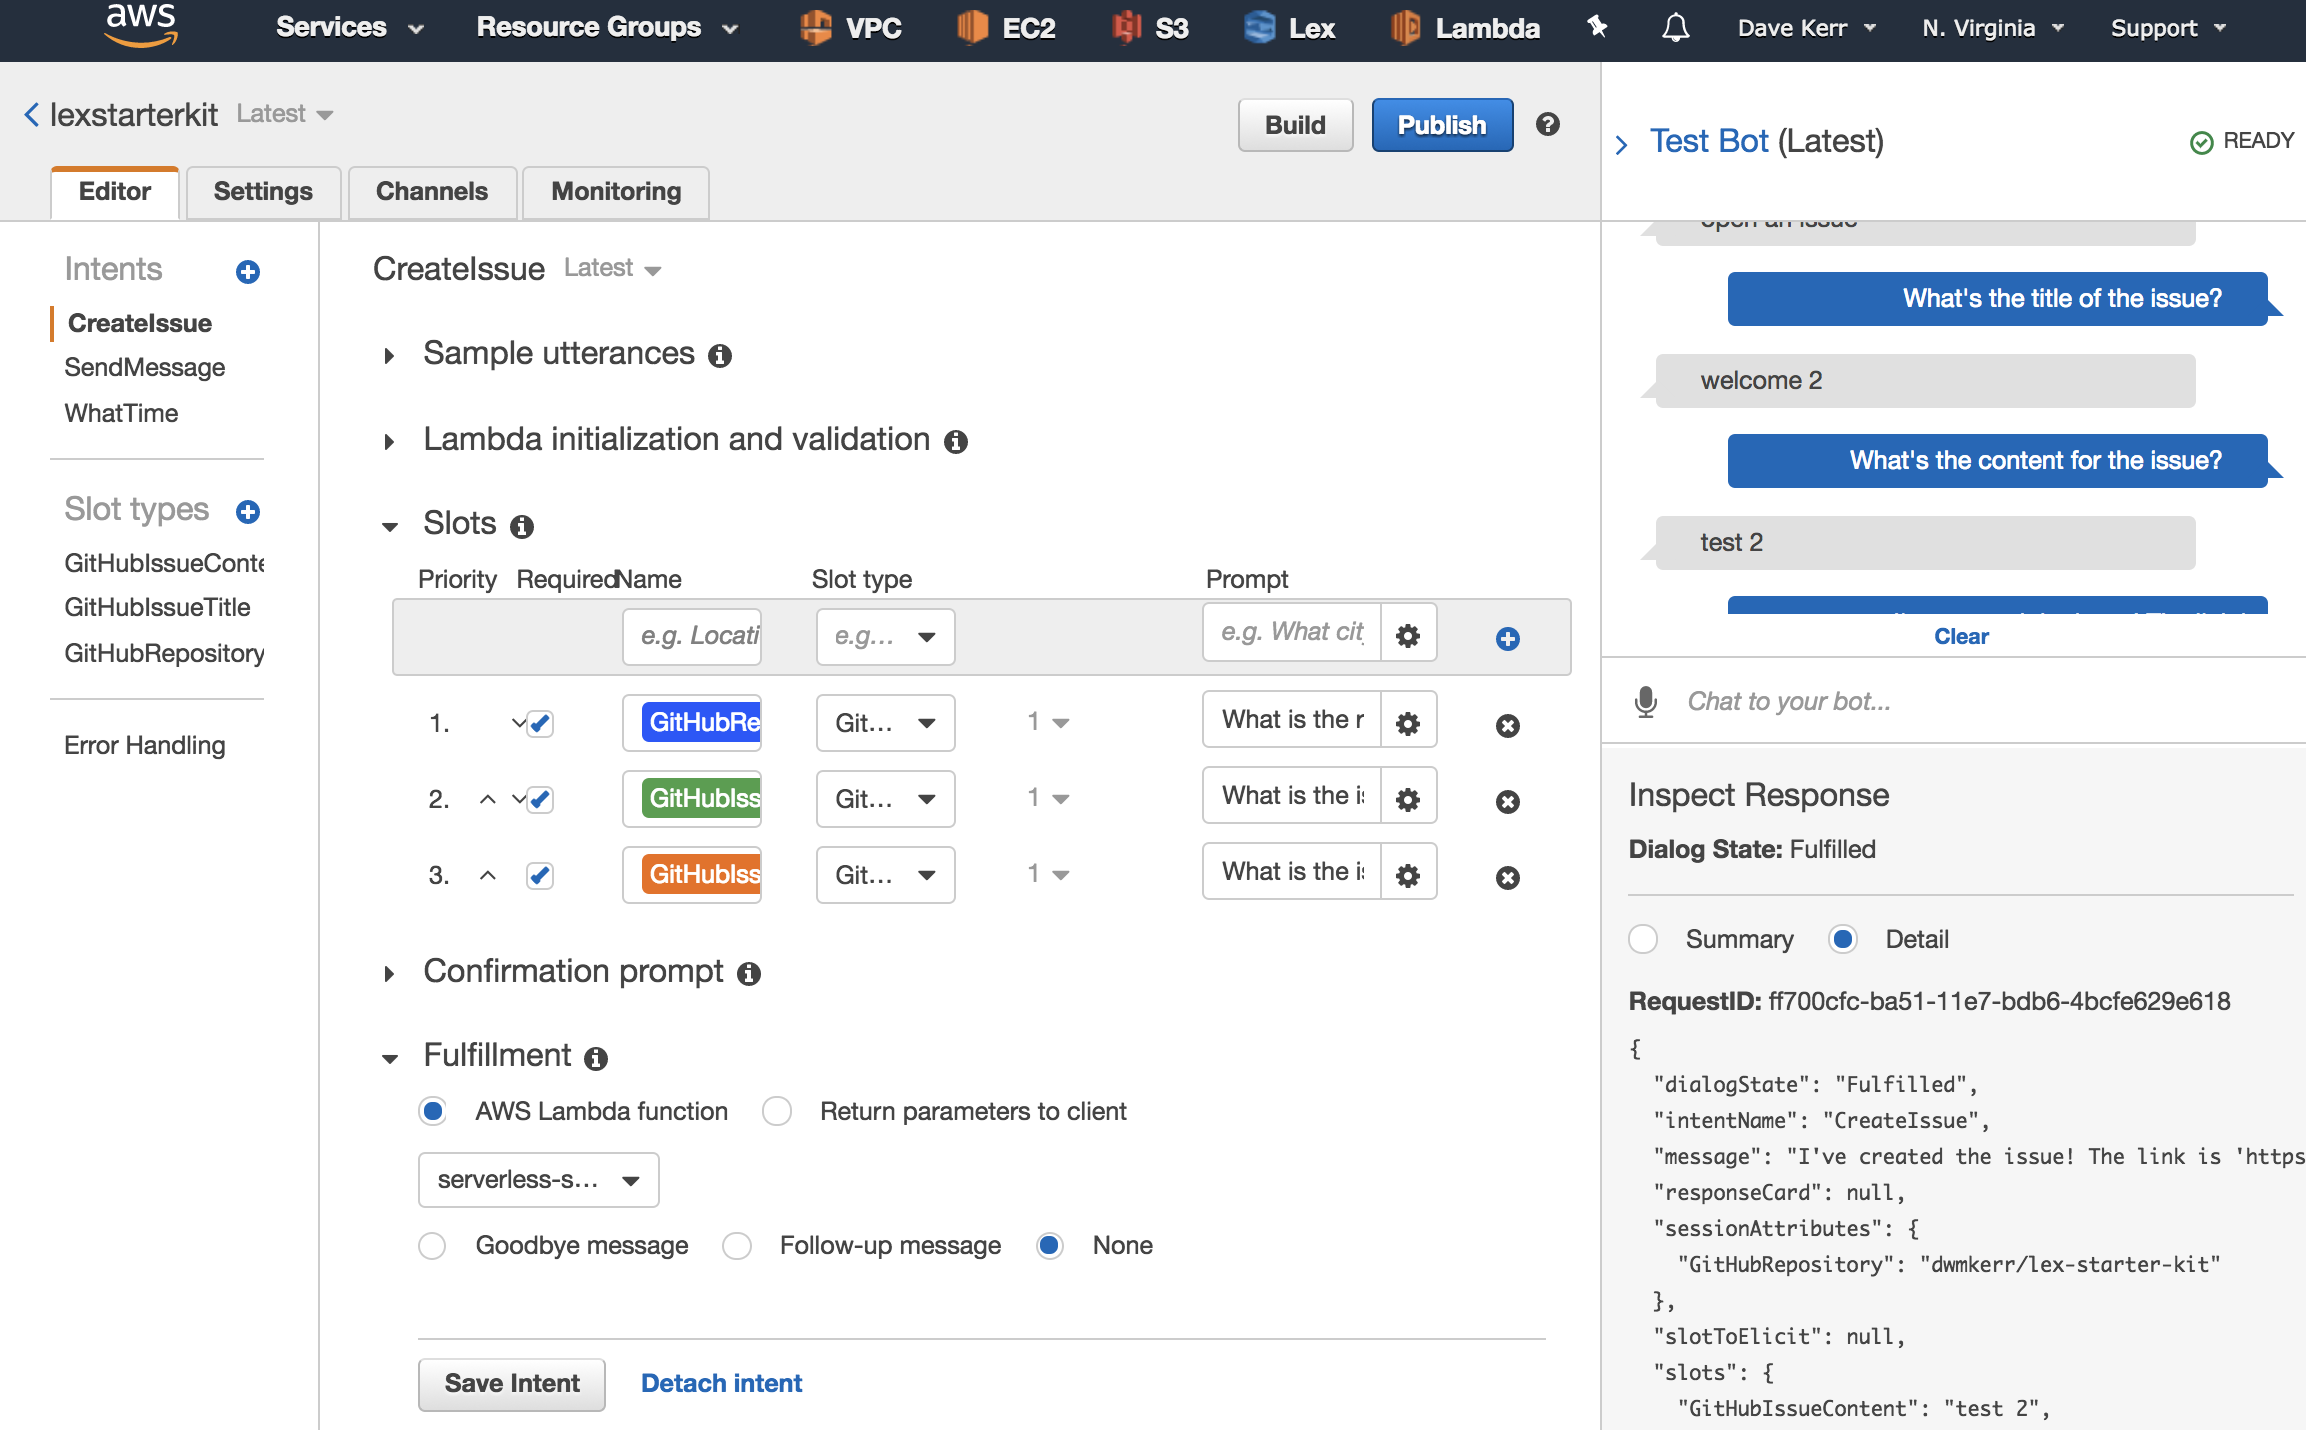 aws Services Resource Groups VPC EC2 S3 Lex Lambda Dave Kerr N. Virginia Support
lexstarterkit Latest
Build Publish
Editor Settings Channels Monitoring
Intents
CreateIssue
SendMessage
WhatTime
Slot types
GitHubIssueConte
GitHubIssueTitle
GitHubRepository
Error Handling
CreateIssue Latest
Sample utterances
Lambda initialization and validation
Slots
Priority Required Name Slot type Prompt
e.g. Locati e.g... e.g. What cit
1. GitHubRe Git... 1 What is the r
2. GitHubIss Git... 1 What is the i
3. GitHubIss Git... 1 What is the i
Confirmation prompt
Fulfillment
AWS Lambda function Return parameters to client
serverless-s...
Goodbye message Follow-up message None
Save Intent Detach intent
Test Bot (Latest) READY
open an issue
What's the title of the issue?
welcome 2
What's the content for the issue?
test 2
Clear
Chat to your bot...
Inspect Response
Dialog State: Fulfilled
Summary Detail
RequestID: ff700cfc-ba51-11e7-bdb6-4bcfe629e618
{
"dialogState": "Fulfilled",
"intentName": "CreateIssue",
"message": "I've created the issue! The link is 'https
"responseCard": null,
"sessionAttributes": {
"GitHubRepository": "dwmkerr/lex-starter-kit"
},
"slotToElicit": null,
"slots": {
"GitHubIssueContent": "test 2",